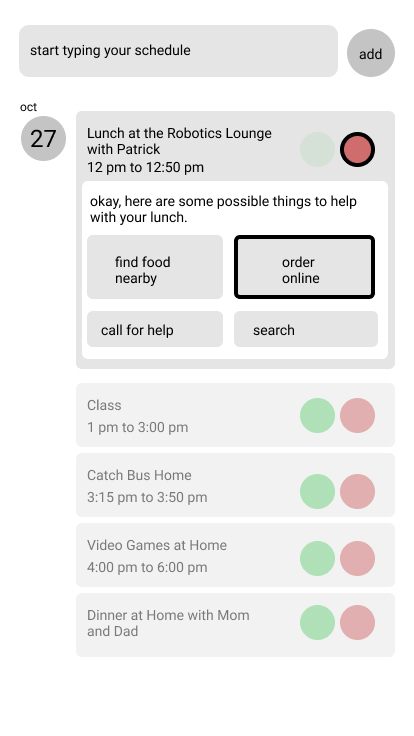 start typing your schedule
add
oct
27
Lunch at the Robotics Lounge
with Patrick
12 pm to 12:50 pm
okay, here are some possible things to help
with your lunch.
find food
nearby
order
online
call for help
search
Class
1 pm to 3:00 pm
Catch Bus Home
3:15 pm to 3:50 pm
Video Games at Home
4:00 pm to 6:00 pm
Dinner at Home with Mom
and Dad